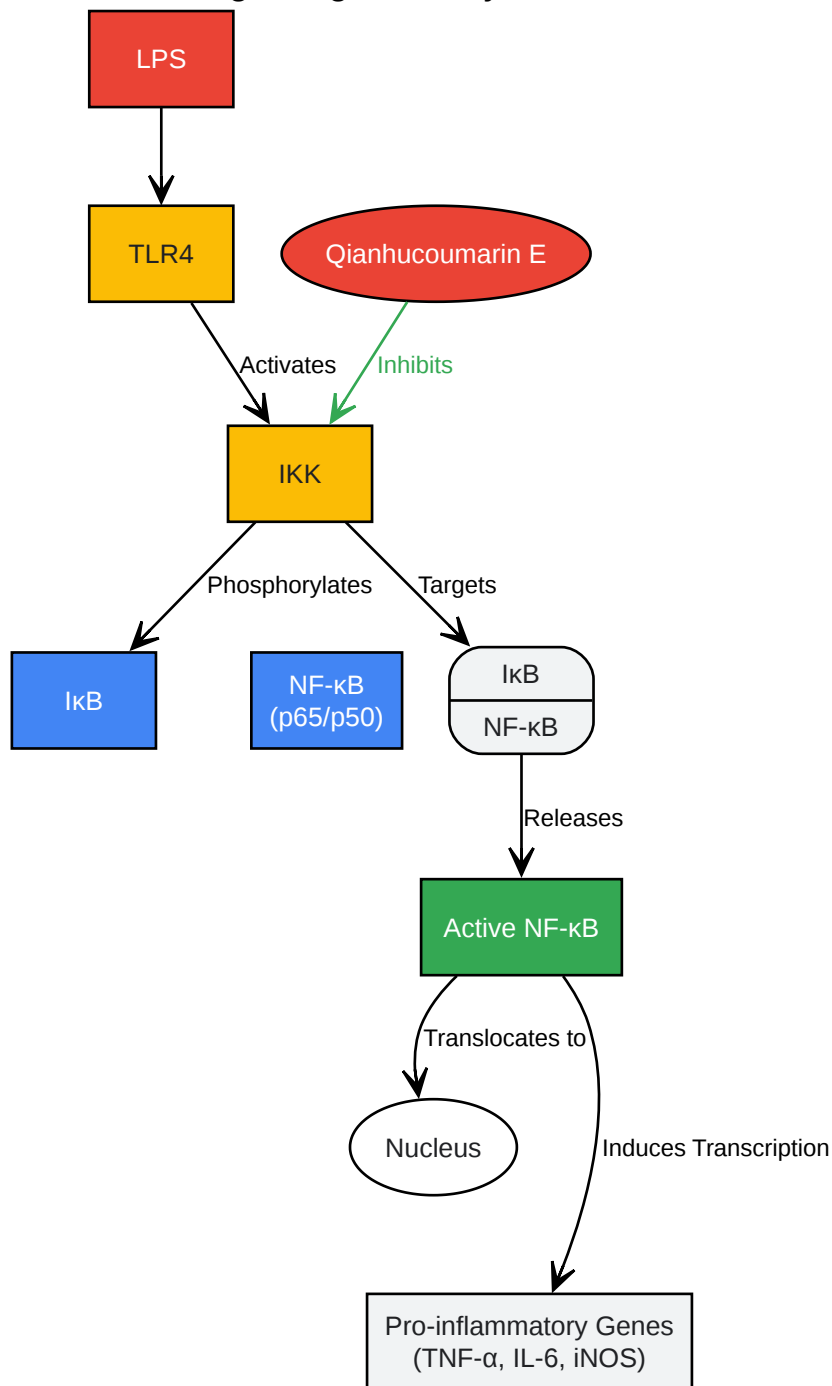 LPS
TLR4
Qianhucoumarin E
Activates
Inhibits
IKK
Phosphorylates
Targets
IκB
NF-κB
(p65/p50)
IκB
NF-κB
Releases
Active NF-κB
Translocates to
Nucleus
Induces Transcription
Pro-inflammatory Genes
(TNF-α, IL-6, iNOS)